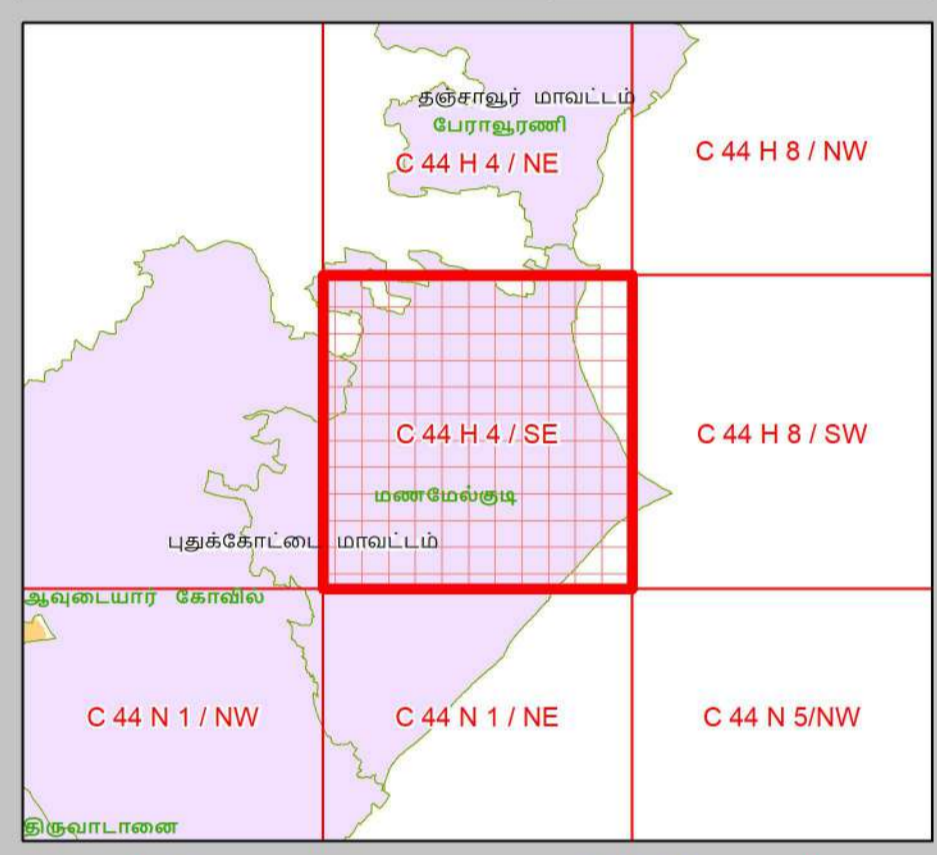 தஞ்சாவூர் மாவட்டம்
பேராவூரணி
C 44 H 4 / NE
C 44 H 8 / NW
C 44 H 4 / SE
C 44 H 8 / SW
மணமேல்குடி
புதுக்கோட்டை மாவட்டம்
ஆவுடையார் கோவில்
C 44 N 1 / NW
C 44 N 1 / NE
C 44 N 5/NW
திருவாடானை